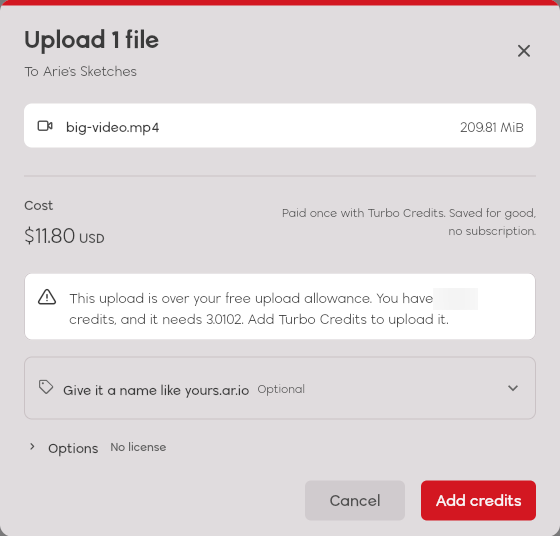 Upload 1 file
To Arie's Sketches
big-video.mp4 209.81 MiB
Cost
Paid once with Turbo Credits. Saved for good,
no subscription.
$11.80 USD
This upload is over your free upload allowance. You have
credits, and it needs 3.0102. Add Turbo Credits to upload it.
Give it a name like yours.ar.io Optional
Options No license
Cancel Add credits